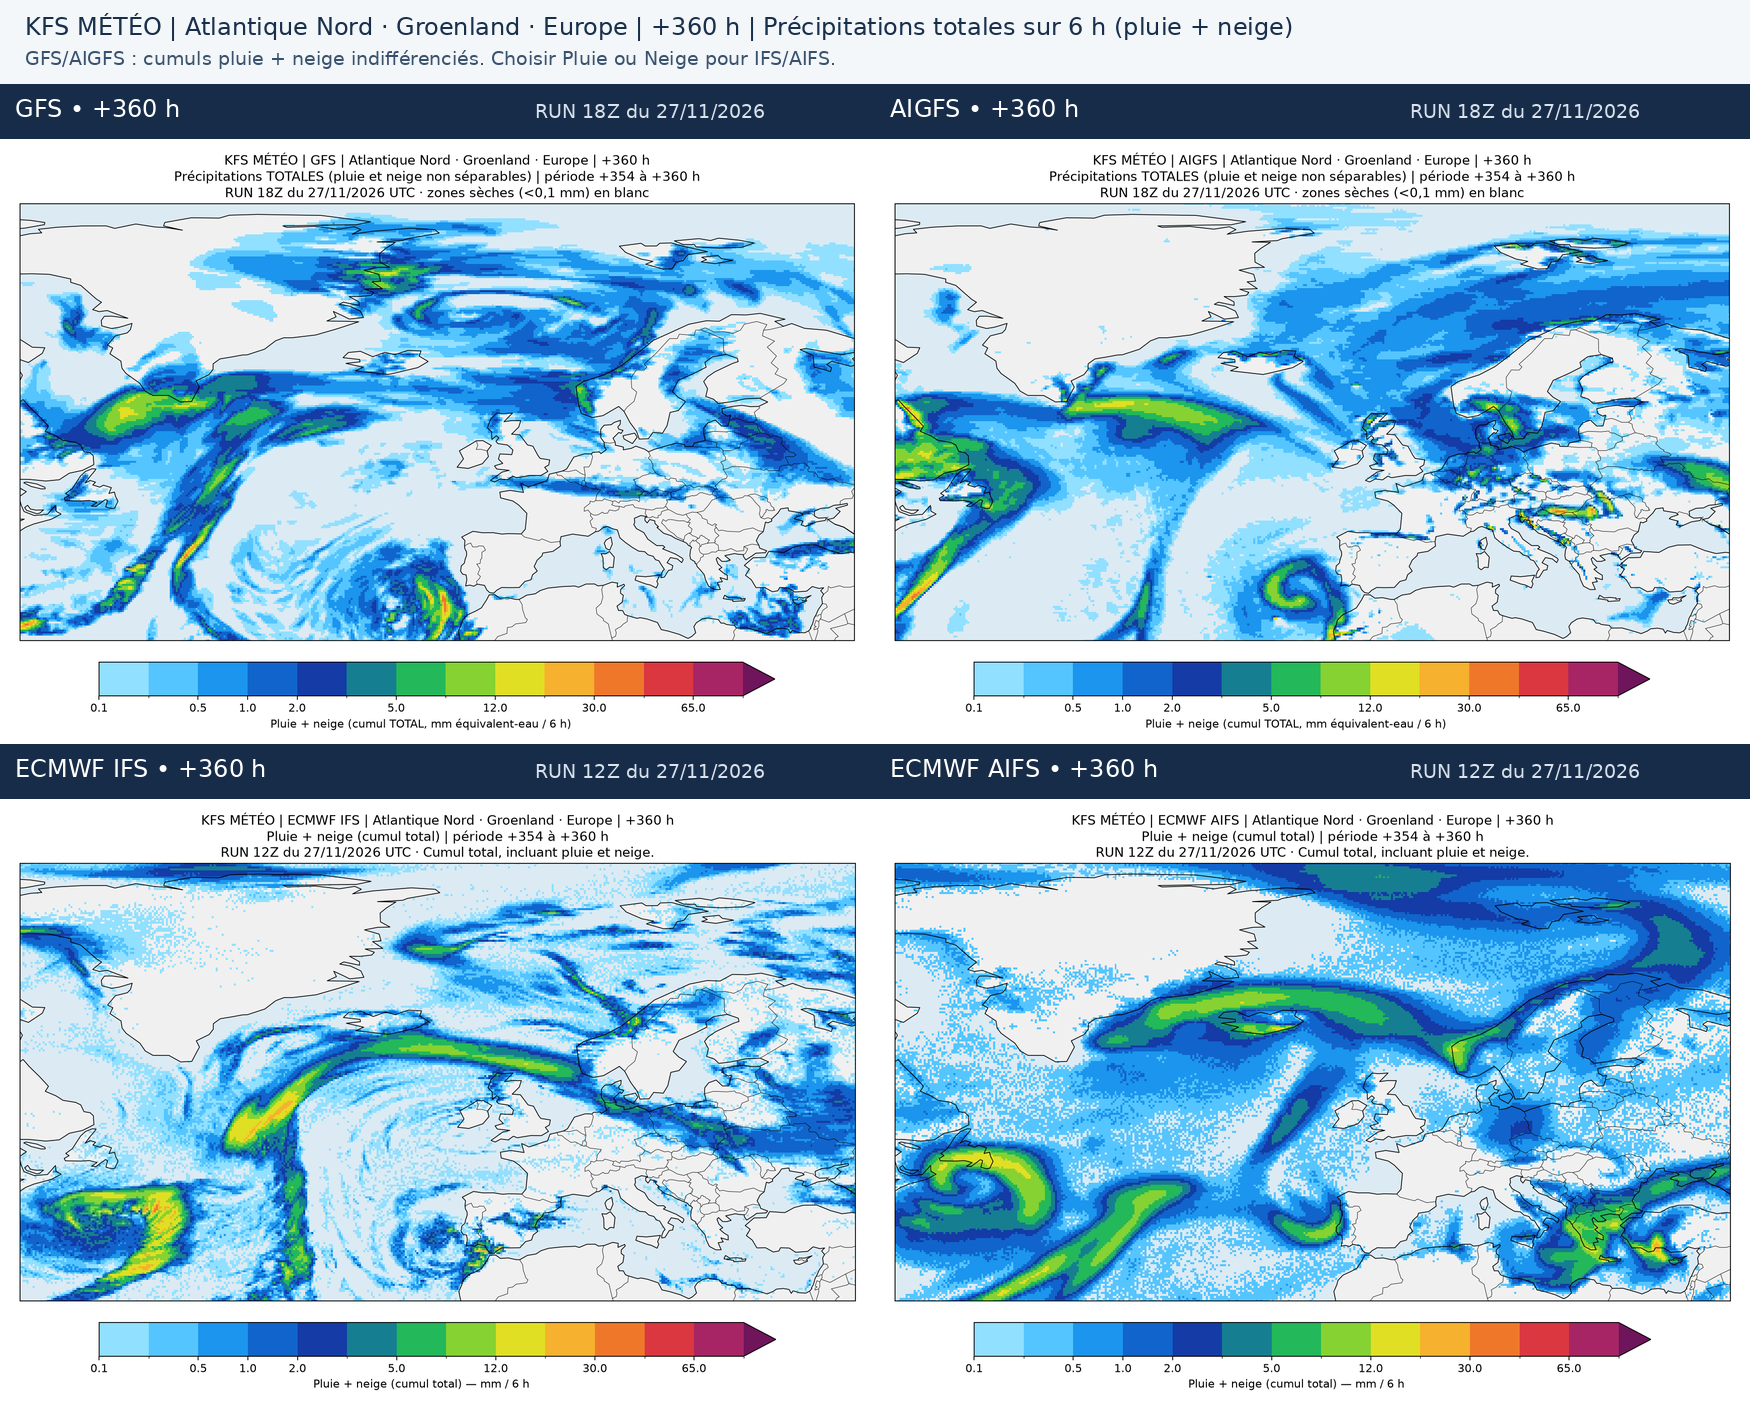 KFS MÉTÉO | Atlantique Nord · Groenland · Europe | +360 h | Précipitations totales sur 6 h (pluie + neige)
GFS/AIGFS : cumuls pluie + neige indifférenciés. Choisir Pluie ou Neige pour IFS/AIFS.
GFS • +360 h
RUN 18Z du 27/11/2026
AIGFS • +360 h
RUN 18Z du 27/11/2026
KFS MÉTÉO | GFS | Atlantique Nord · Groenland · Europe | +360 h
Précipitations TOTALES (pluie et neige non séparables) | période +354 à +360 h
RUN 18Z du 27/11/2026 UTC · zones sèches (<0,1 mm) en blanc
KFS MÉTÉO | AIGFS | Atlantique Nord · Groenland · Europe | +360 h
Précipitations TOTALES (pluie et neige non séparables) | période +354 à +360 h
RUN 18Z du 27/11/2026 UTC · zones sèches (<0,1 mm) en blanc
0.1 0.5 1.0 2.0 5.0 12.0 30.0 65.0
Pluie + neige (cumul TOTAL, mm équivalent-eau / 6 h)
0.1 0.5 1.0 2.0 5.0 12.0 30.0 65.0
Pluie + neige (cumul TOTAL, mm équivalent-eau / 6 h)
ECMWF IFS • +360 h
RUN 12Z du 27/11/2026
ECMWF AIFS • +360 h
RUN 12Z du 27/11/2026
KFS MÉTÉO | ECMWF IFS | Atlantique Nord · Groenland · Europe | +360 h
Pluie + neige (cumul total) | période +354 à +360 h
RUN 12Z du 27/11/2026 UTC · Cumul total, incluant pluie et neige.
KFS MÉTÉO | ECMWF AIFS | Atlantique Nord · Groenland · Europe | +360 h
Pluie + neige (cumul total) | période +354 à +360 h
RUN 12Z du 27/11/2026 UTC · Cumul total, incluant pluie et neige.
0.1 0.5 1.0 2.0 5.0 12.0 30.0 65.0
Pluie + neige (cumul total) — mm / 6 h
0.1 0.5 1.0 2.0 5.0 12.0 30.0 65.0
Pluie + neige (cumul total) — mm / 6 h